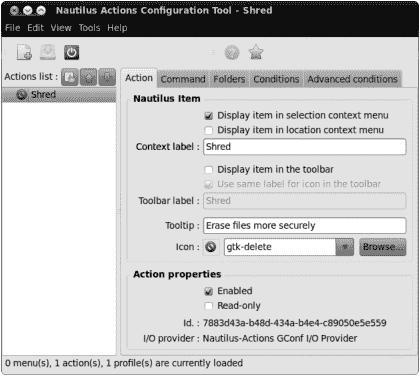 Nautilus Actions Configuration Tool - Shred
File Edit View Tools Help
Actions list :
Shred
Action Command Folders Conditions Advanced conditions
Nautilus Item
Display item in selection context menu
Display item in location context menu
Context label : Shred
Display item in the toolbar
Use same label for icon in the toolbar
Toolbar label : Shred
Tooltip : Erase files more securely
Icon : gtk-delete Browse...
Action properties
Enabled
Read-only
Id. : 7883d43a-b48d-434a-b4e4-c89050e5e559
I/O provider : Nautilus-Actions GConf I/O Provider
0 menu(s), 1 action(s), 1 profile(s) are currently loaded